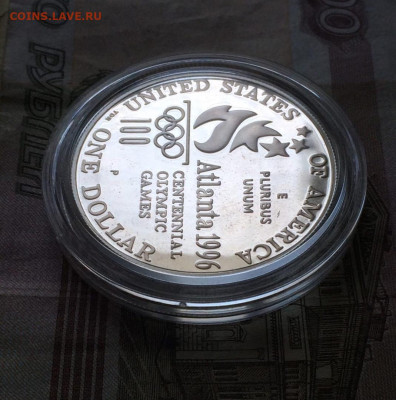 COINS.LAVE.RU
UNITED STATES OF AMERICA
100
Atlanta 1996
CENTENNIAL
OLYMPIC
GAMES
E
PLURIBUS
UNUM
P
ONE DOLLAR
РУБЛЕЙ